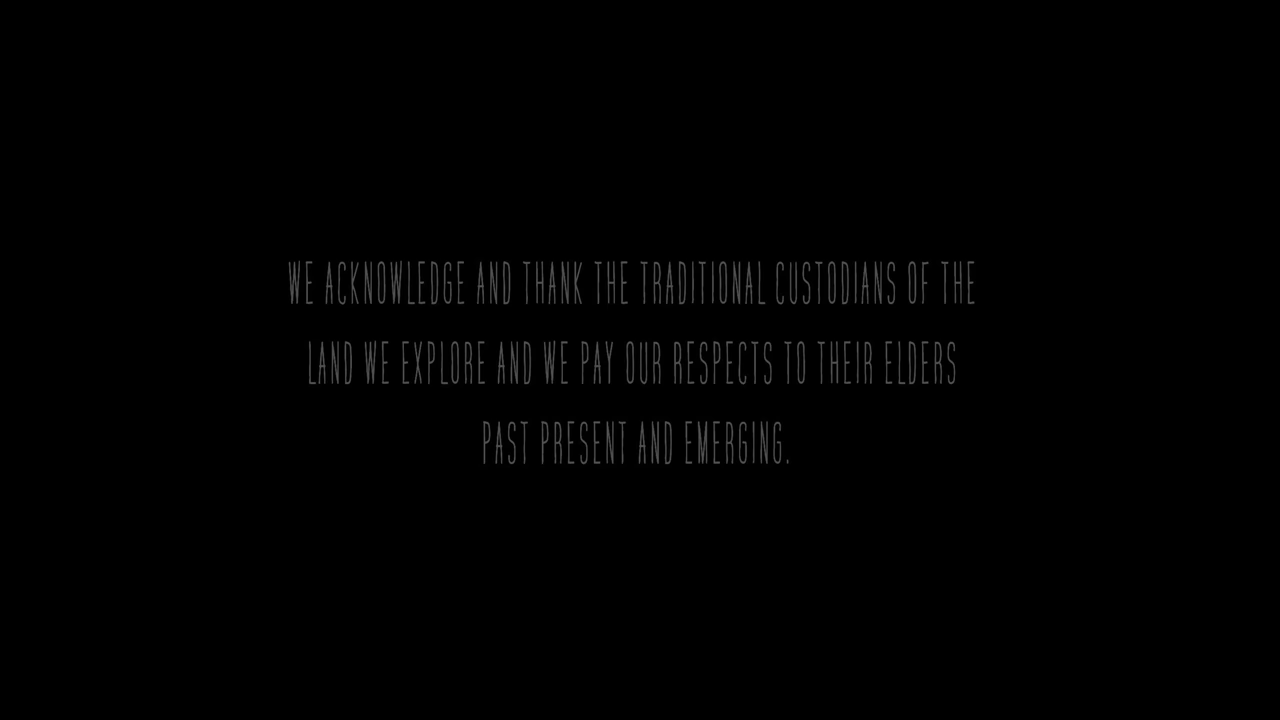 WE ACKNOWLEDGE AND THANK THE TRADITIONAL CUSTODIANS OF THE
LAND WE EXPLORE AND WE PAY OUR RESPECTS TO THEIR ELDERS
PAST PRESENT AND EMERGING.